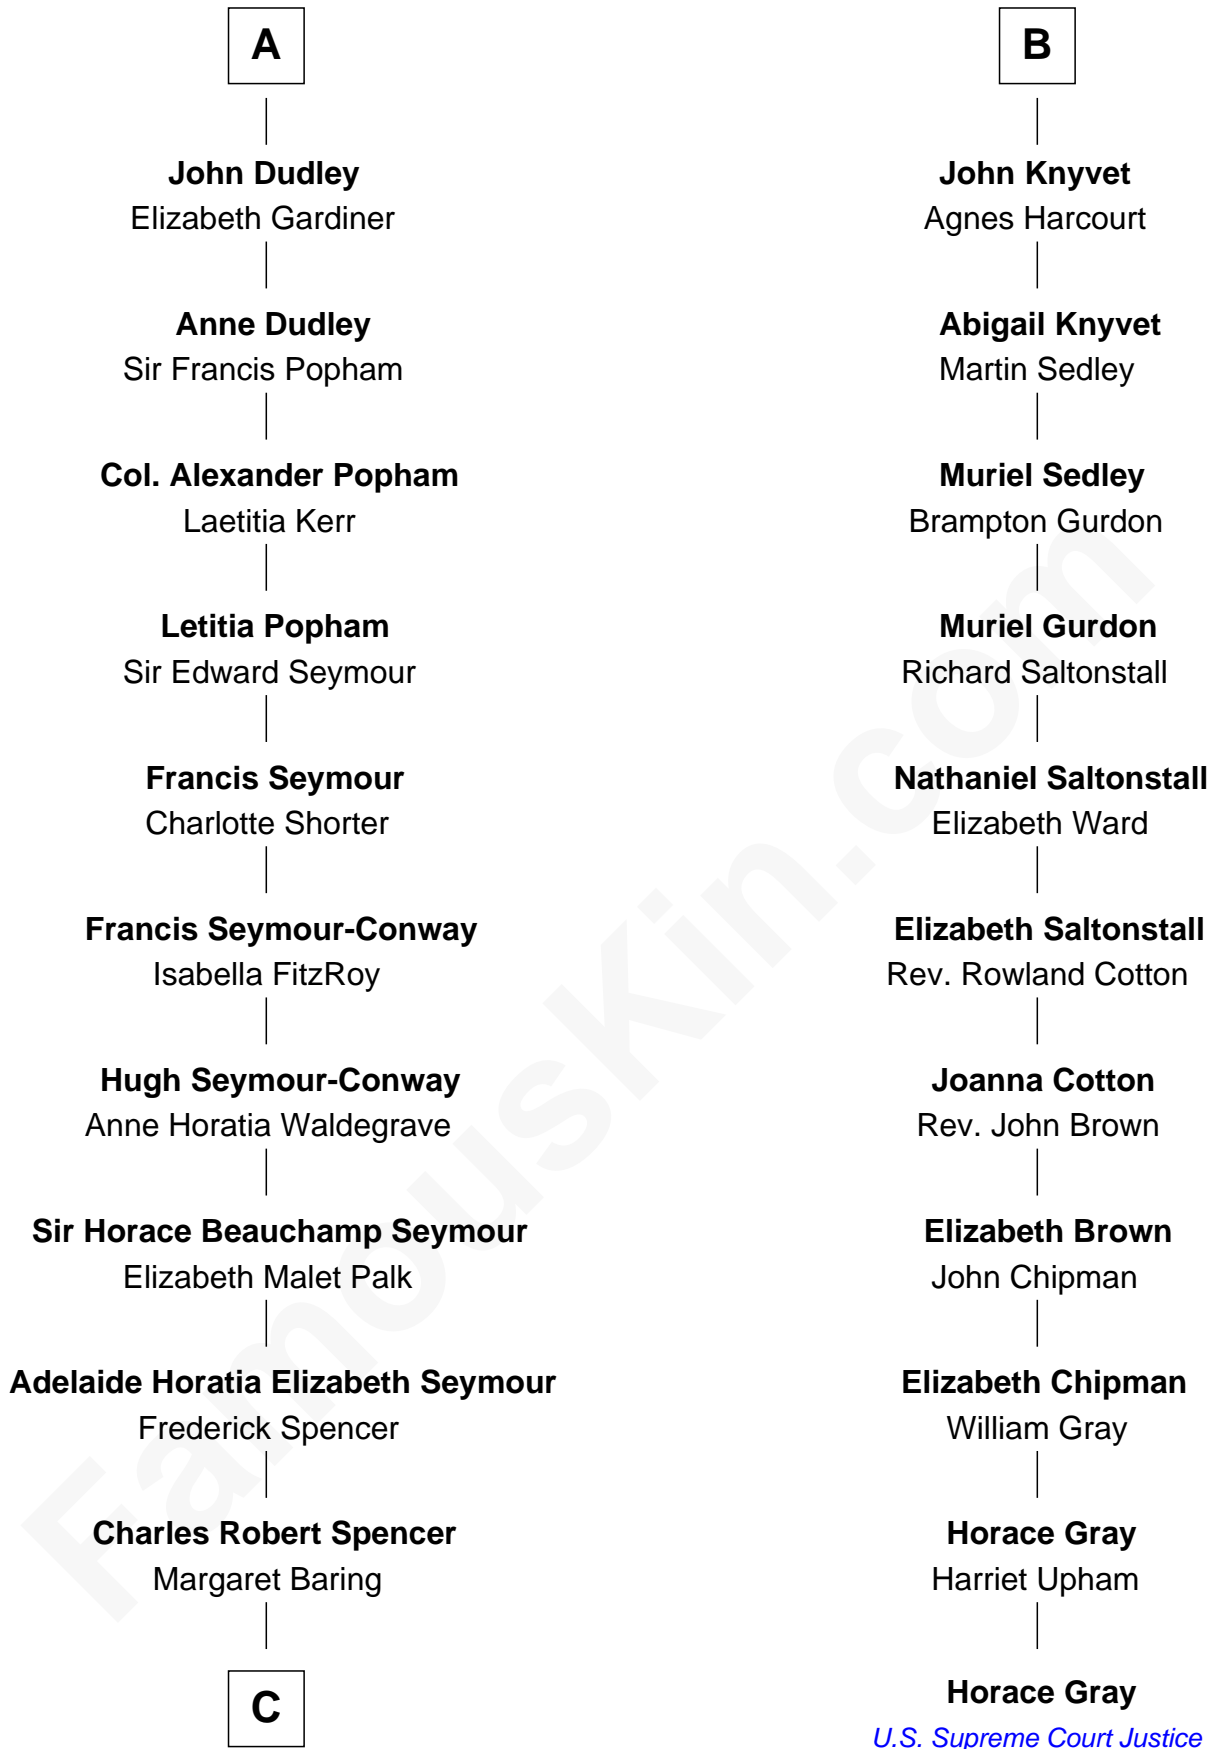 A
John Dudley
Elizabeth Gardiner
Anne Dudley
Sir Francis Popham
Col. Alexander Popham
Laetitia Kerr
Letitia Popham
Sir Edward Seymour
Francis Seymour
Charlotte Shorter
Francis Seymour-Conway
Isabella FitzRoy
Hugh Seymour-Conway
Anne Horatia Waldegrave
Sir Horace Beauchamp Seymour
Elizabeth Malet Palk
Adelaide Horatia Elizabeth Seymour
Frederick Spencer
Charles Robert Spencer
Margaret Baring
C
B
John Knyvet
Agnes Harcourt
Abigail Knyvet
Martin Sedley
Muriel Sedley
Brampton Gurdon
Muriel Gurdon
Richard Saltonstall
Nathaniel Saltonstall
Elizabeth Ward
Elizabeth Saltonstall
Rev. Rowland Cotton
Joanna Cotton
Rev. John Brown
Elizabeth Brown
John Chipman
Elizabeth Chipman
William Gray
Horace Gray
Harriet Upham
Horace Gray
U.S. Supreme Court Justice
FamousKin.com